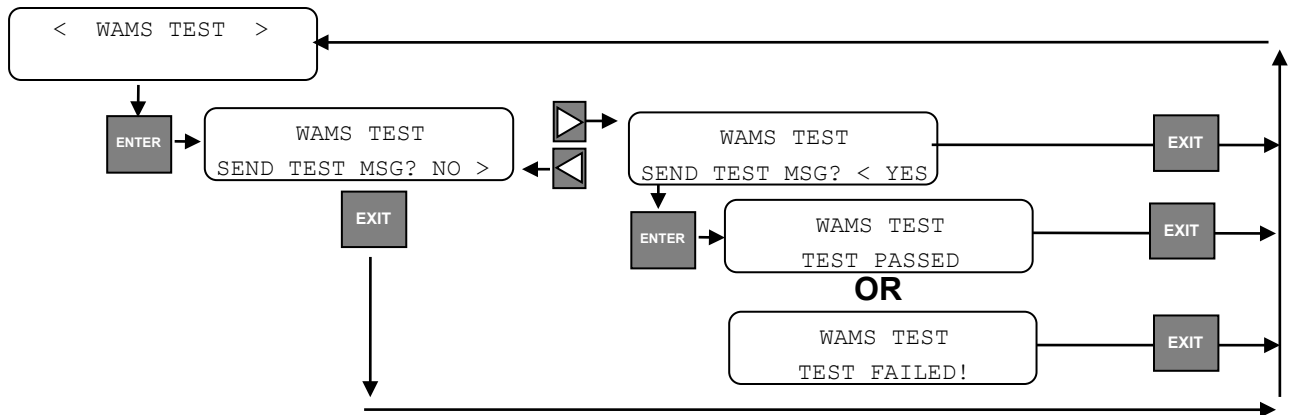 < WAMS TEST >
ENTER
WAMS TEST
SEND TEST MSG? NO >
EXIT
WAMS TEST
SEND TEST MSG? < YES
EXIT
ENTER
WAMS TEST
TEST PASSED
EXIT
OR
WAMS TEST
TEST FAILED!
EXIT